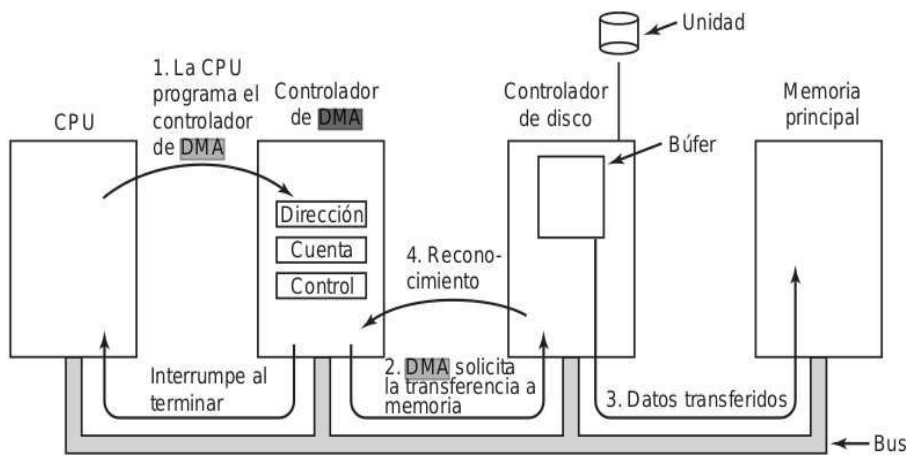 Unidad
1. La CPU
programa el
controlador
de DMA
CPU
Controlador
de DMA
Controlador
de disco
Memoria
principal
Búfer
Dirección
Cuenta
Control
4. Recono-
cimiento
Interrumpe al
terminar
2. DMA solicita
la transferencia a
memoria
3. Datos transferidos
Bus